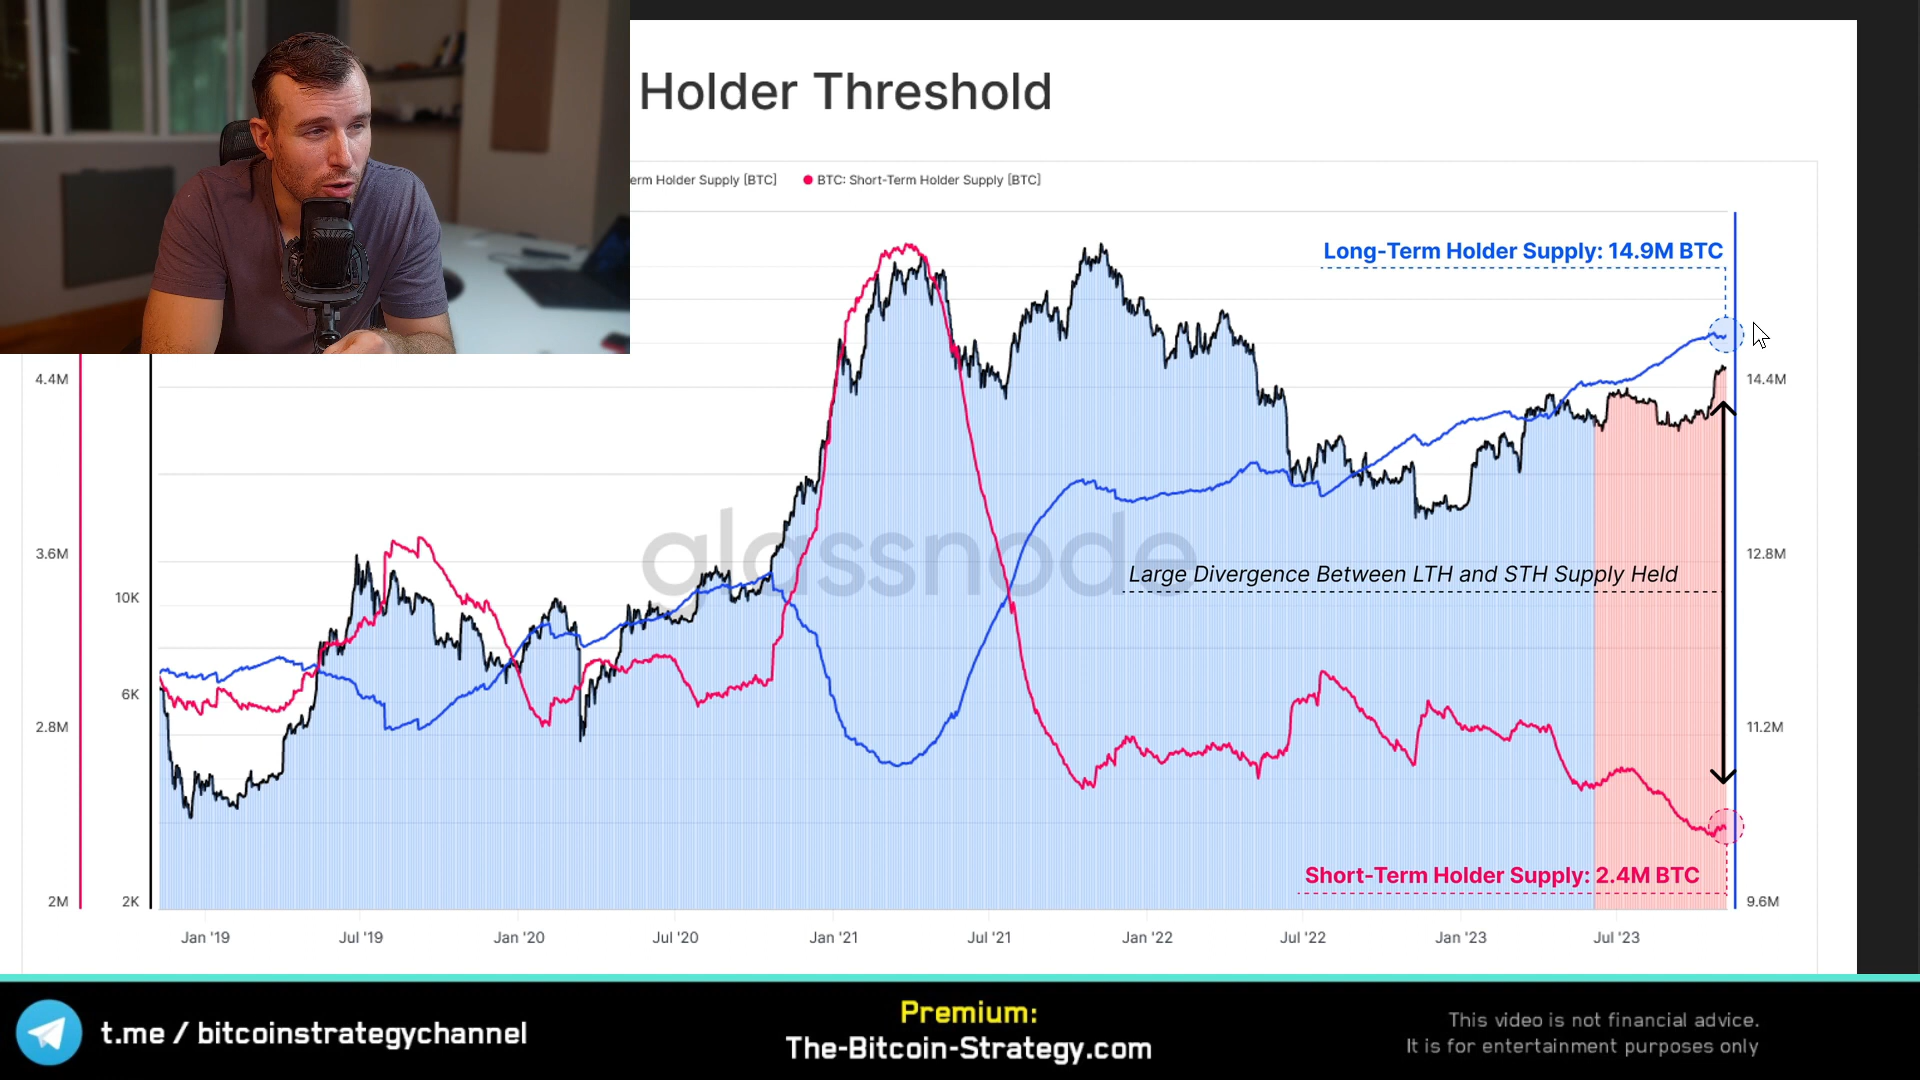 Holder Threshold
erm Holder Supply [BTC]
BTC: Short-Term Holder Supply [BTC]
Long-Term Holder Supply: 14.9M BTC
4.4M
14.4M
3.6M
12.8M
glassnode
Large Divergence Between LTH and STH Supply Held
10K
6K
2.8M
11.2M
Short-Term Holder Supply: 2.4M BTC
2M
2K
9.6M
Jan '19
Jul '19
Jan '20
Jul '20
Jan '21
Jul '21
Jan '22
Jul '22
Jan '23
Jul '23
t.me / bitcoinstrategychannel
Premium:
The-Bitcoin-Strategy.com
This video is not financial advice.
It is for entertainment purposes only